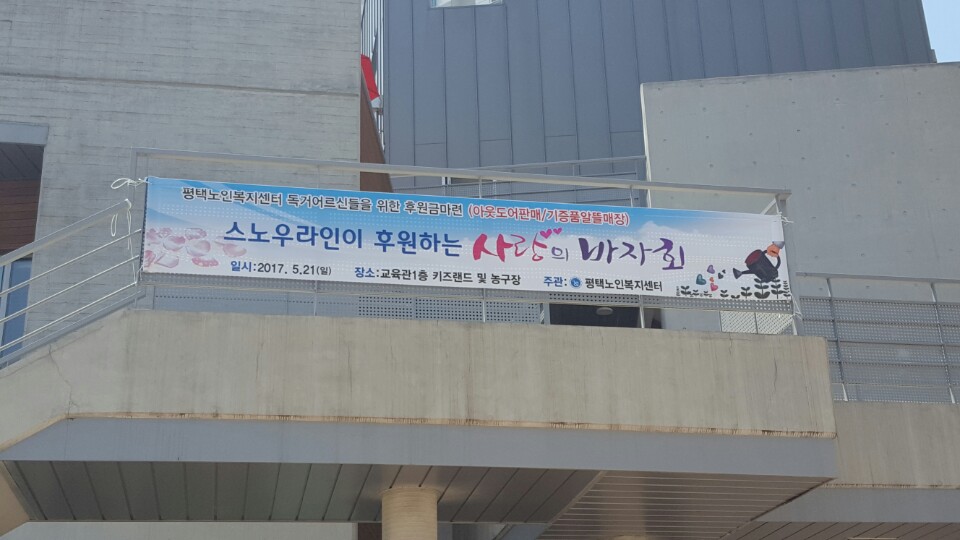 평택노인복지센터 독거어르신들을 위한 후원금마련 (아웃도어판매/기증품알뜰매장)
스노우라인이 후원하는 사랑의 바자회
일시:2017. 5.21(일) 장소:교육관1층 키즈랜드 및 농구장 주관: 평택노인복지센터